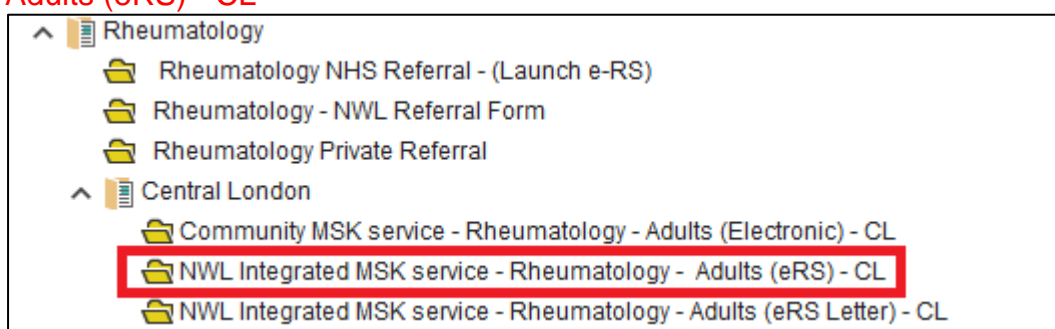 Adults (eRS) - CL
Rheumatology
Rheumatology NHS Referral - (Launch e-RS)
Rheumatology - NWL Referral Form
Rheumatology Private Referral
Central London
Community MSK service - Rheumatology - Adults (Electronic) - CL
NWL Integrated MSK service - Rheumatology - Adults (eRS) - CL
NWL Integrated MSK service - Rheumatology - Adults (eRS Letter) - CL